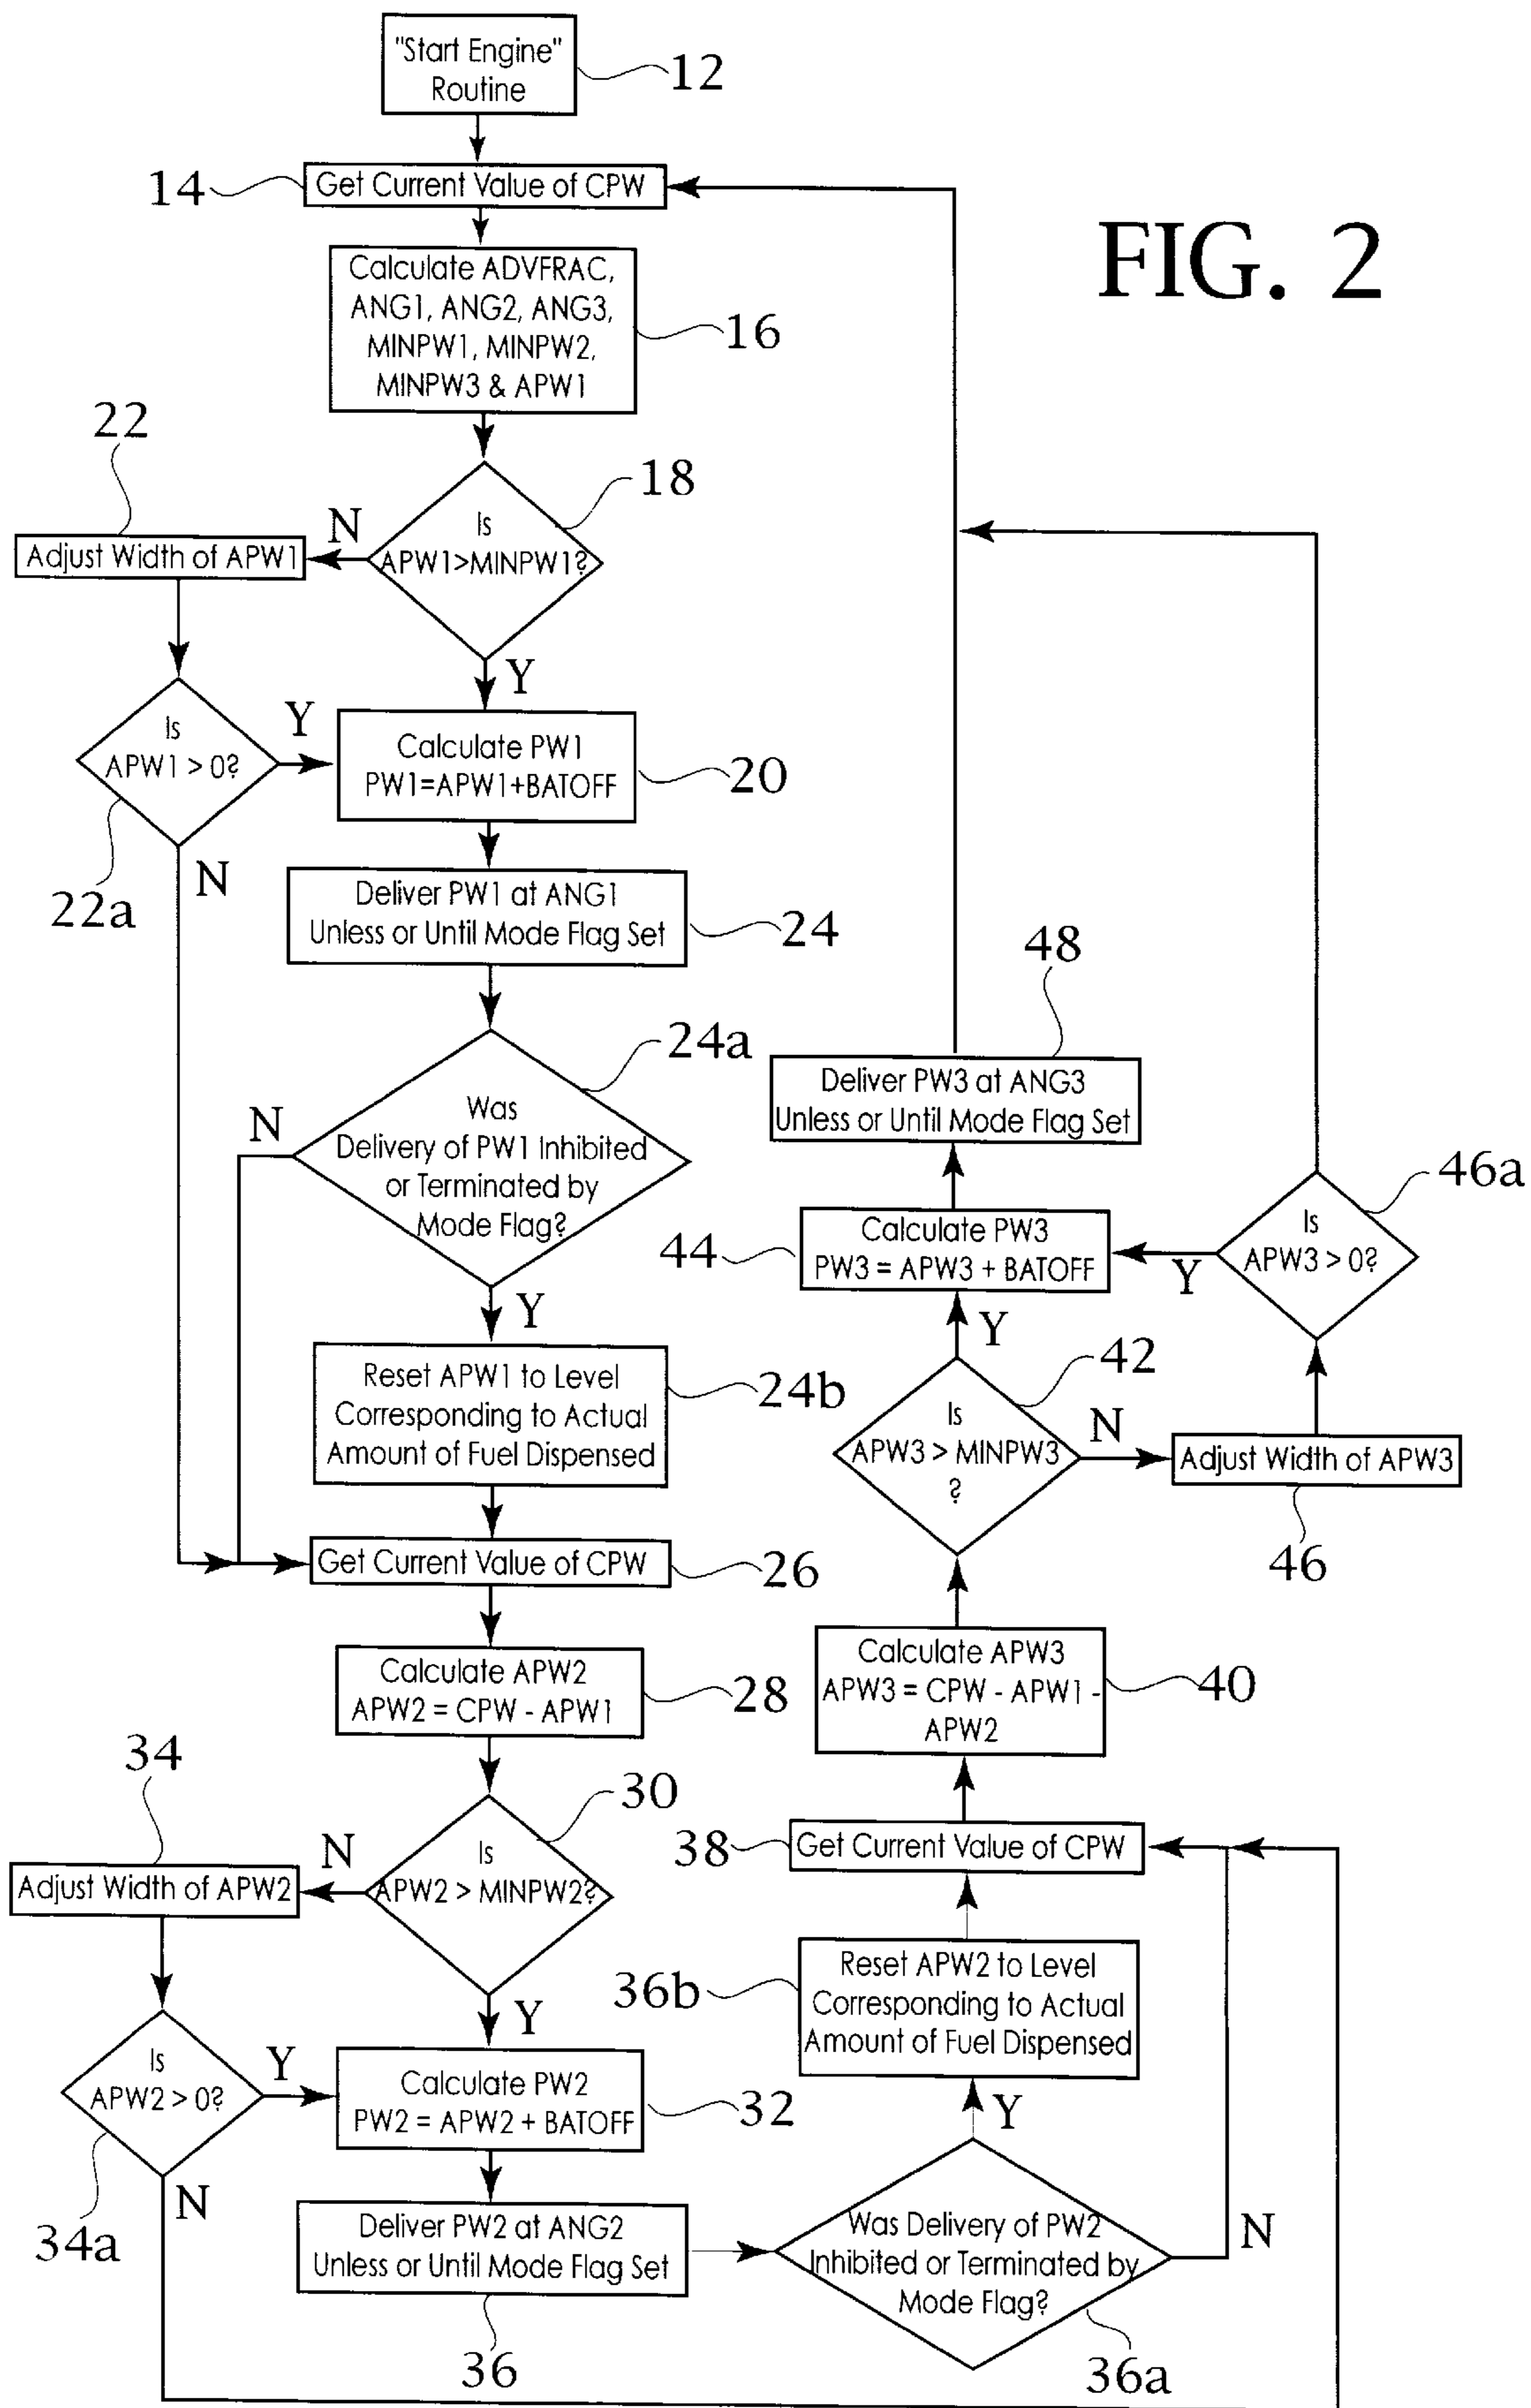 "Start Engine"
Routine
12
14
Get Current Value of CPW
FIG. 2
Calculate ADVFRAC,
ANG1, ANG2, ANG3,
MINPW1, MINPW2,
MINPW3 & APW1
16
22
18
Is
APW1>MINPW1?
N
Adjust Width of APW1
Y
Is
APW1 > 0?
Y
Calculate PW1
PW1=APW1+BATOFF
20
22a
N
Deliver PW1 at ANG1
Unless or Until Mode Flag Set
24
24a
N
Was
Delivery of PW1 Inhibited
or Terminated by
Mode Flag?
Y
Reset APW1 to Level
Corresponding to Actual
Amount of Fuel Dispensed
24b
Get Current Value of CPW
26
Calculate APW2
APW2 = CPW - APW1
28
34
30
Is
APW2 > MINPW2?
N
Adjust Width of APW2
Y
Is
APW2 > 0?
Y
Calculate PW2
PW2 = APW2 + BATOFF
32
34a
N
Deliver PW2 at ANG2
Unless or Until Mode Flag Set
36
Was Delivery of PW2
Inhibited or Terminated by
Mode Flag?
N
36a
Y
36b
Reset APW2 to Level
Corresponding to Actual
Amount of Fuel Dispensed
38
Get Current Value of CPW
Calculate APW3
APW3 = CPW - APW1 -
APW2
40
42
Is
APW3 > MINPW3
?
N
Adjust Width of APW3
46
Y
44
Calculate PW3
PW3 = APW3 + BATOFF
Y
Is
APW3 > 0?
46a
48
Deliver PW3 at ANG3
Unless or Until Mode Flag Set